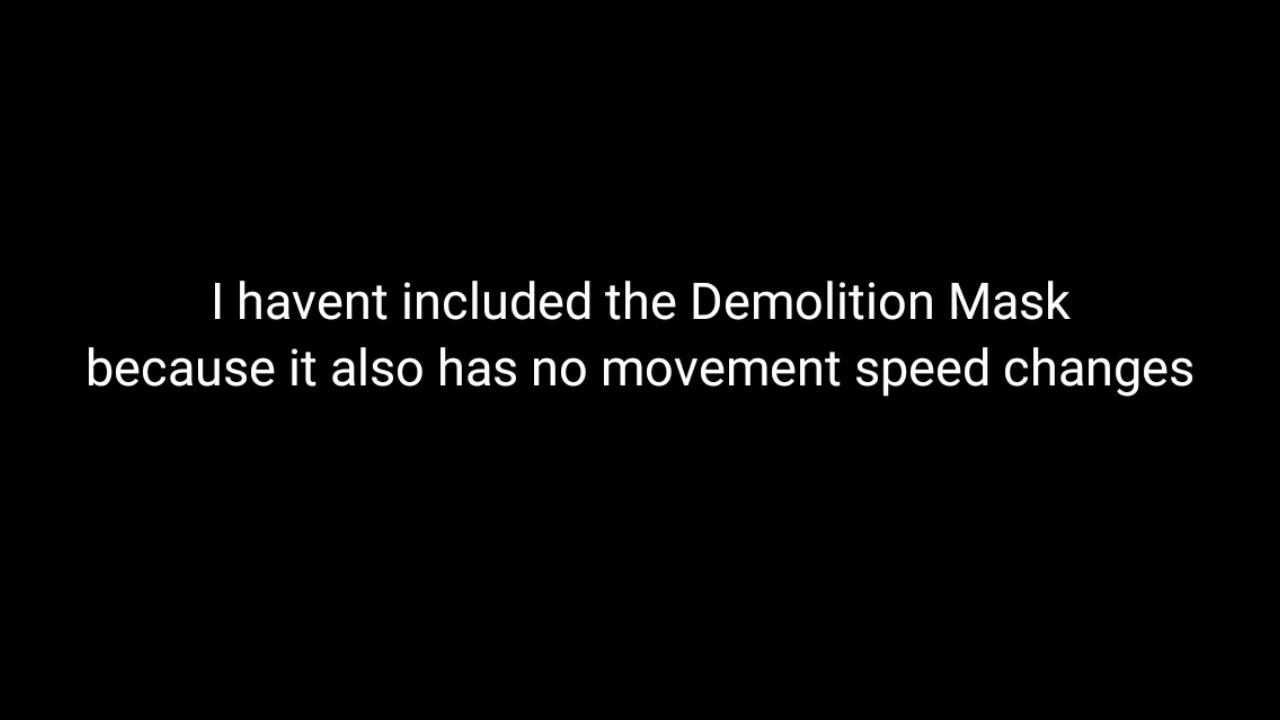 I havent included the Demolition Mask
because it also has no movement speed changes